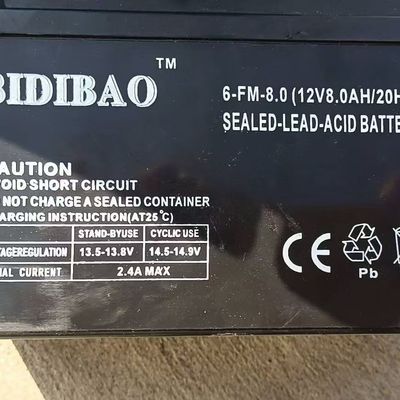 BIDIBAO™
6-FM-8.0 (12V8.0AH/20H
SEALED-LEAD-ACID BATTE
AUTION
OID SHORT CIRCUIT
NOT CHARGE A SEALED CONTAINER
ARGING INSTRUCTION(AT25℃)
STAND-BYUSE CYCLIC USE
TAGEREGULATION 13.5-13.8V 14.5-14.9V
IAL CURRENT 2.4A MAX
CE
Pb